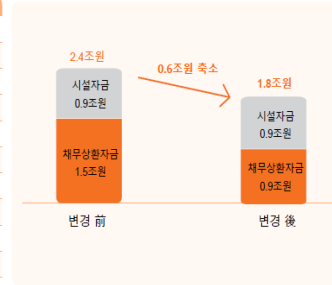 2.4조원
0.6조원 축소
1.8조원
시설자금
0.9조원
채무상환자금
1.5조원
시설자금
0.9조원
채무상환자금
0.9조원
변경 前
변경 後